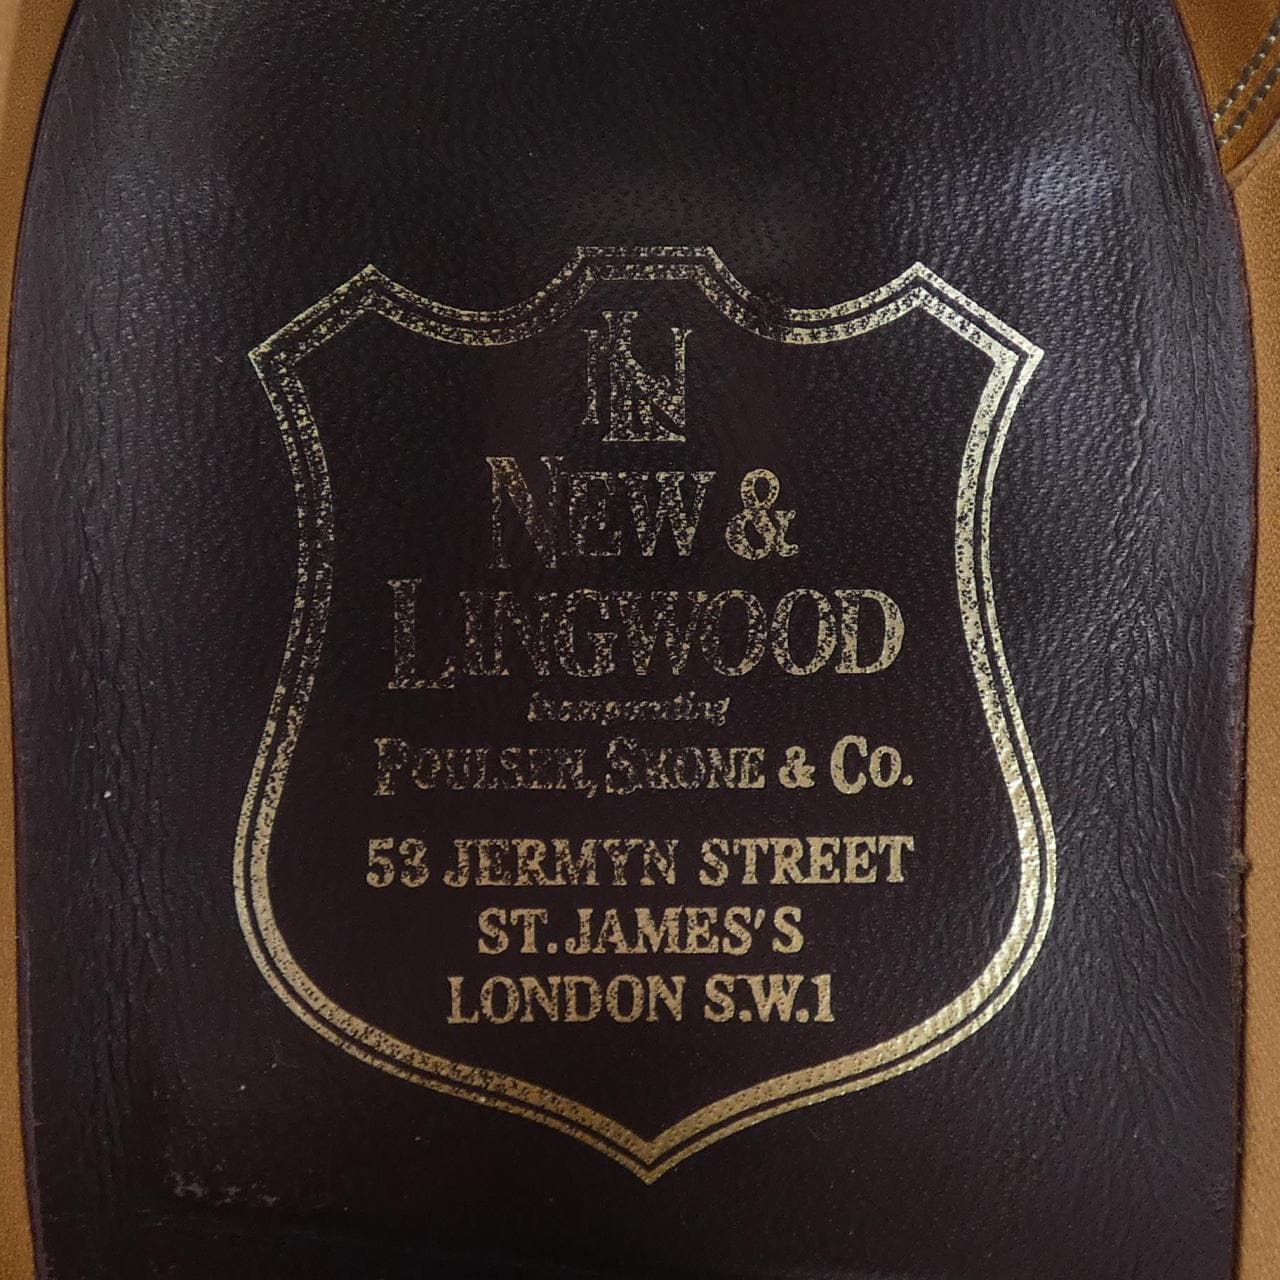 NL
NEW &
LINGWOOD
incorporating
POULSEN, SKONE & CO.
53 JERMYN STREET
ST. JAMES'S
LONDON S.W.1